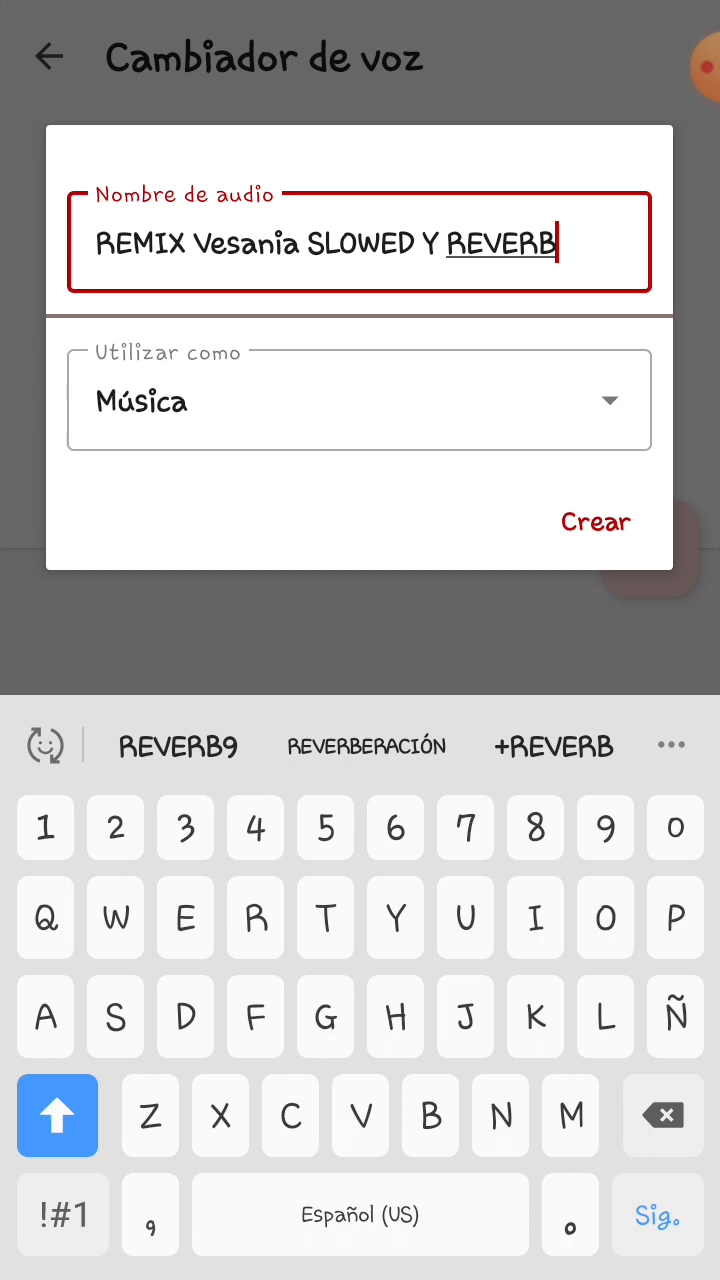 Cambiador de voz
Nombre de audio
REMIX Vesania SLOWED Y REVERB
Utilizar como
Música
Crear
REVERB9 REVERBERACIÓN +REVERB ...
1 2 3 4 5 6 7 8 9 0
Q W E R T Y U I O P
A S D F G H J K L Ñ
Z X C V B N M
!#1 , Español (US) . Sig.